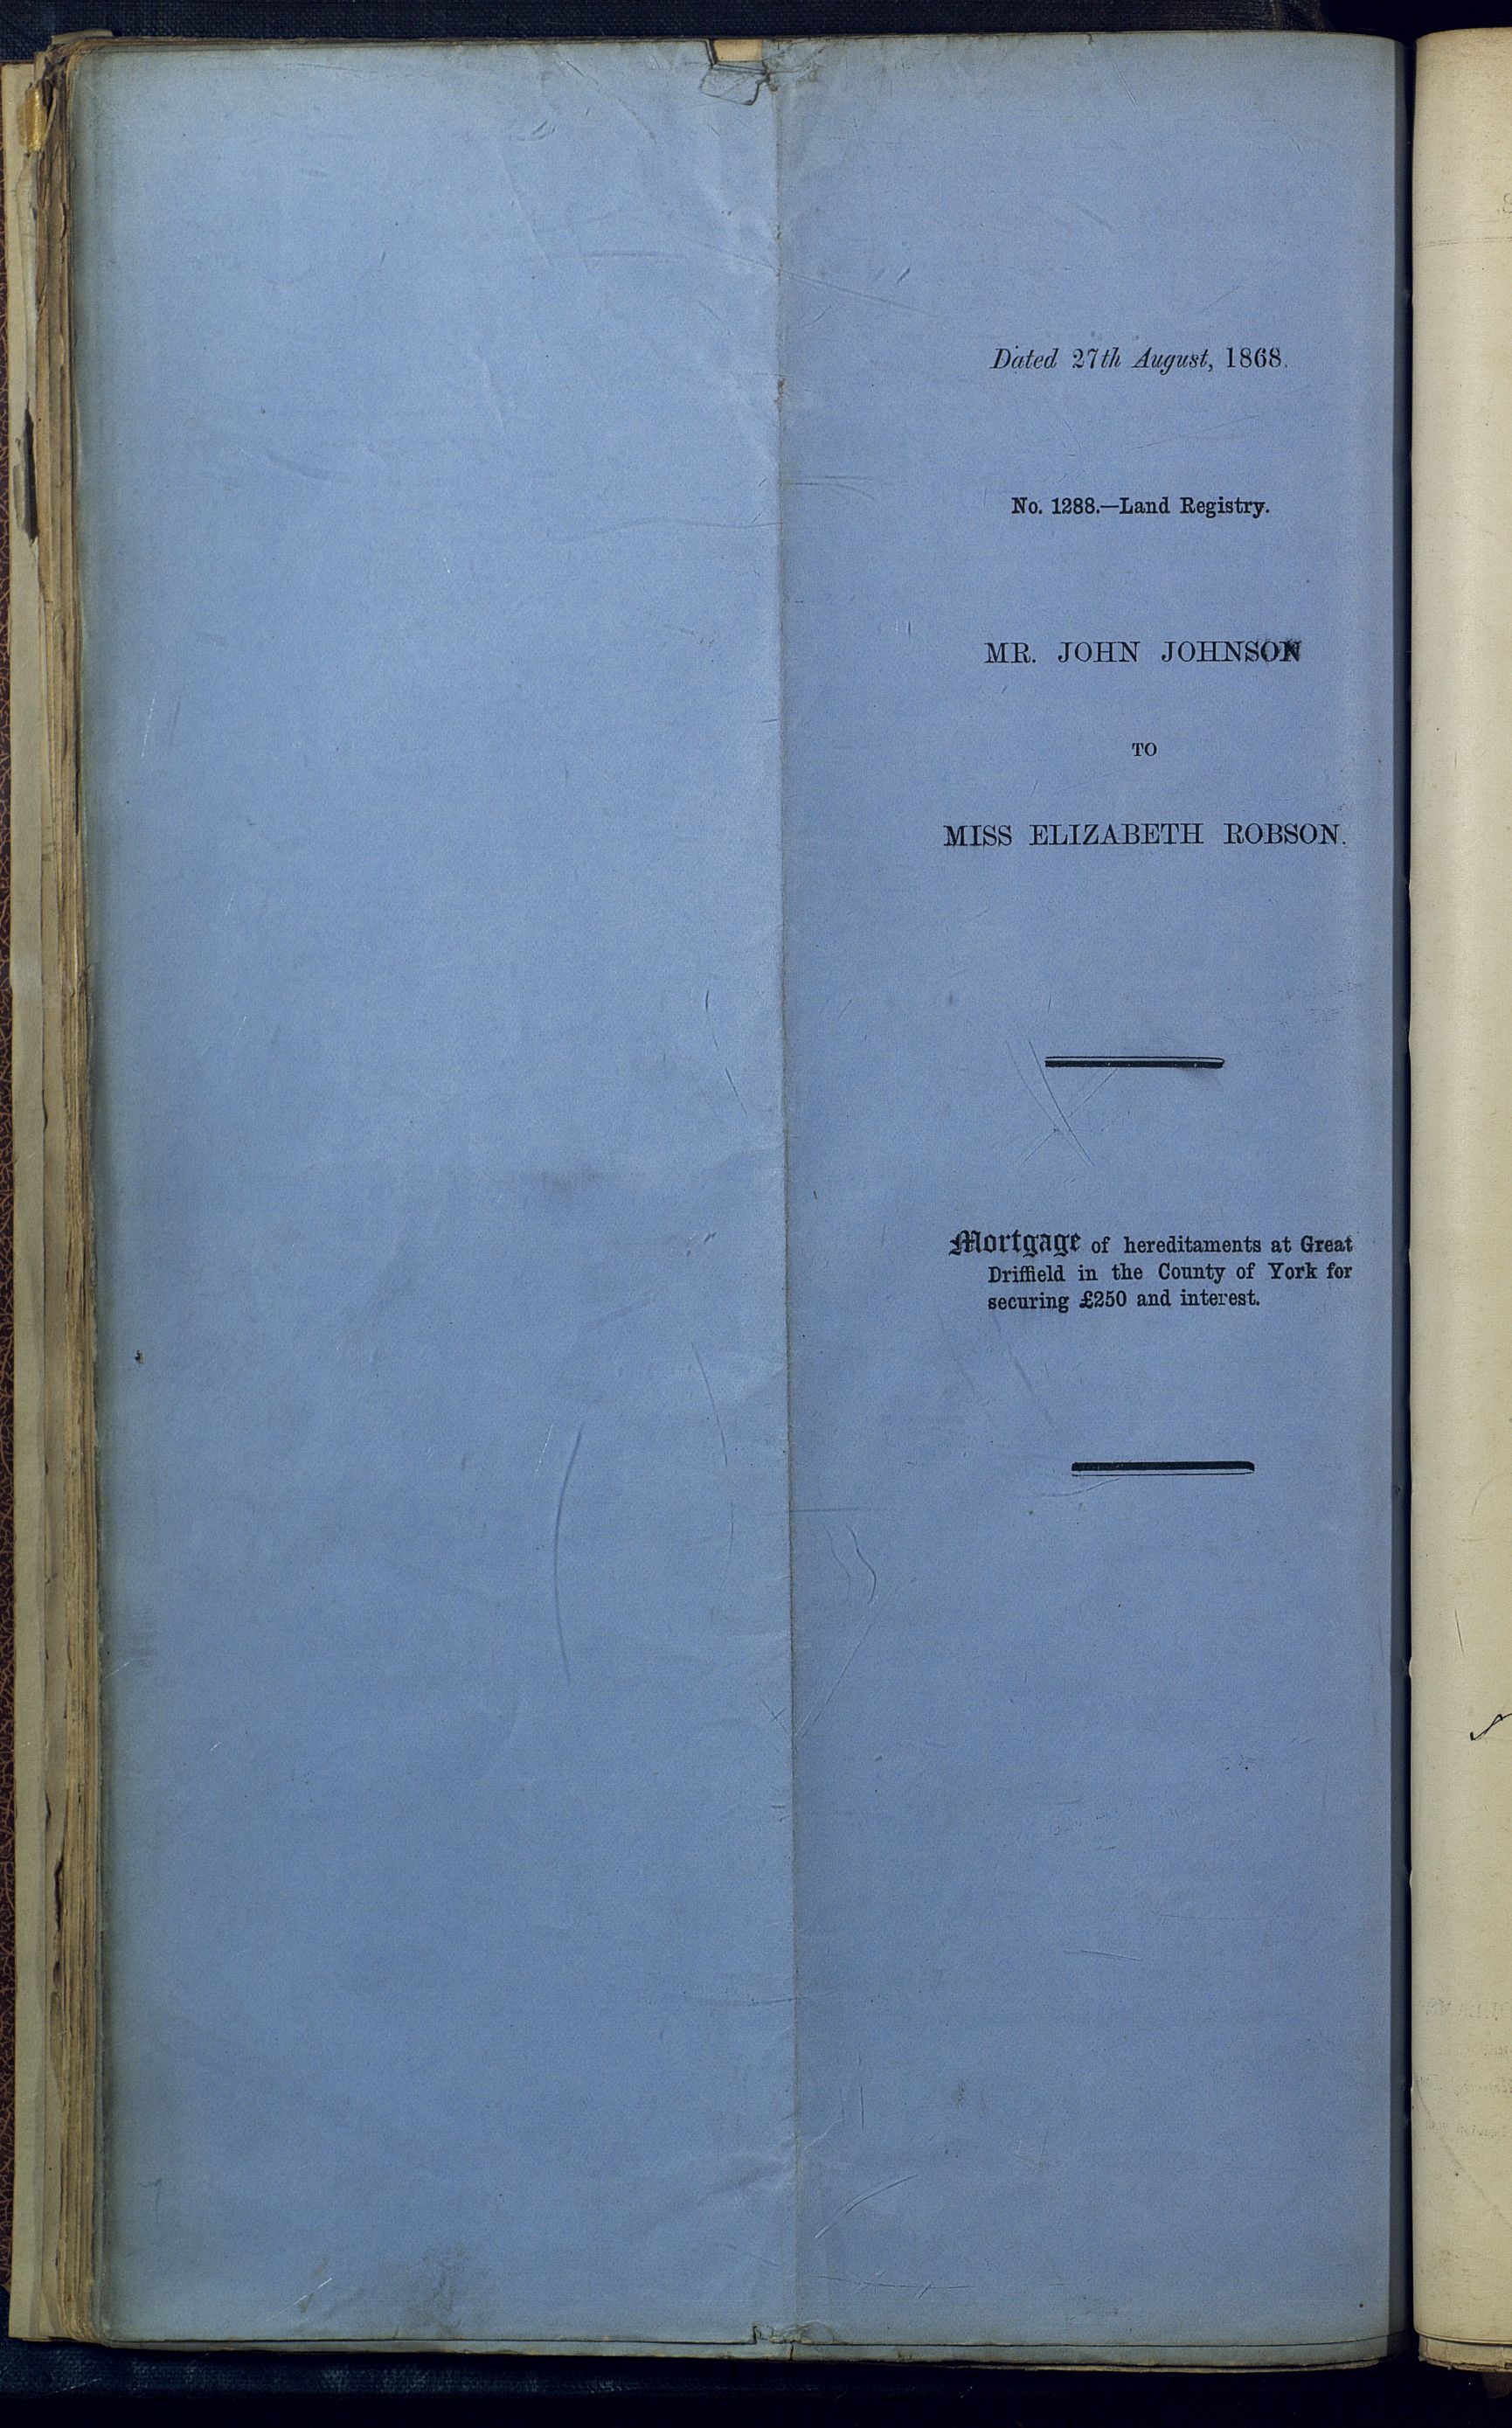 Dated 27th August, 1868.
No. 1288.—Land Registry.
MR. JOHN JOHNSON
TO
MISS ELIZABETH ROBSON.
Mortgage of hereditaments at Great
Driffield in the County of York for
securing £250 and interest.